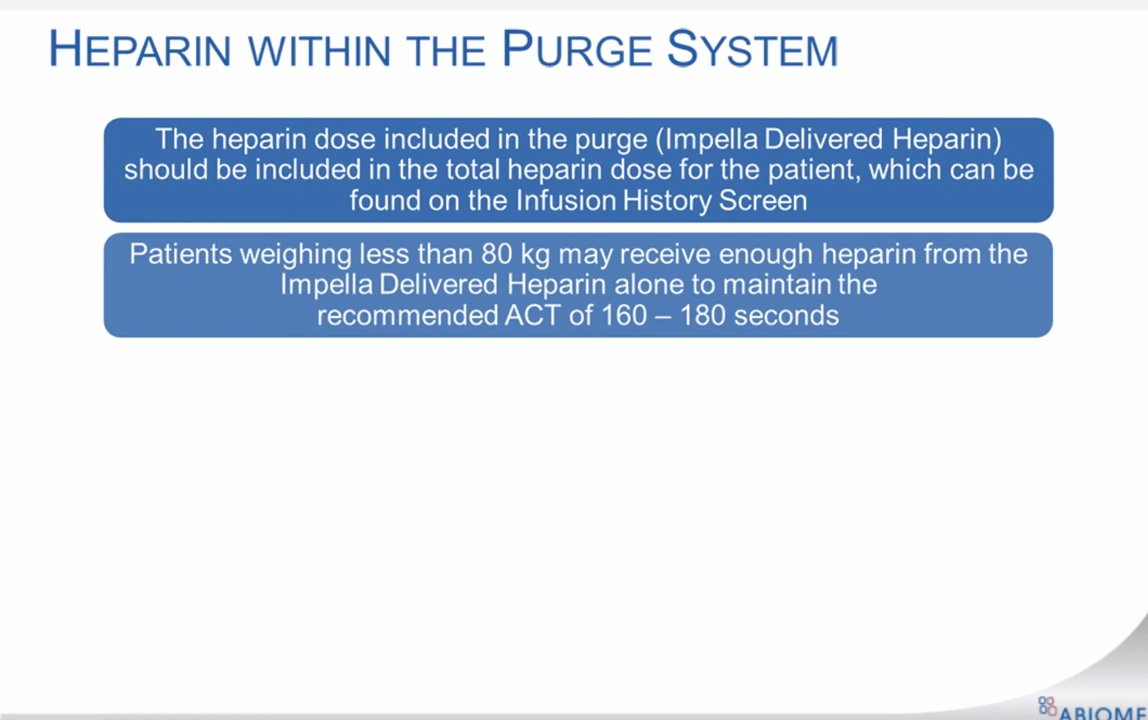 HEPARIN WITHIN THE PURGE SYSTEM
The heparin dose included in the purge (Impella Delivered Heparin)
should be included in the total heparin dose for the patient, which can be
found on the Infusion History Screen
Patients weighing less than 80 kg may receive enough heparin from the
Impella Delivered Heparin alone to maintain the
recommended ACT of 160 – 180 seconds
ABIOMED